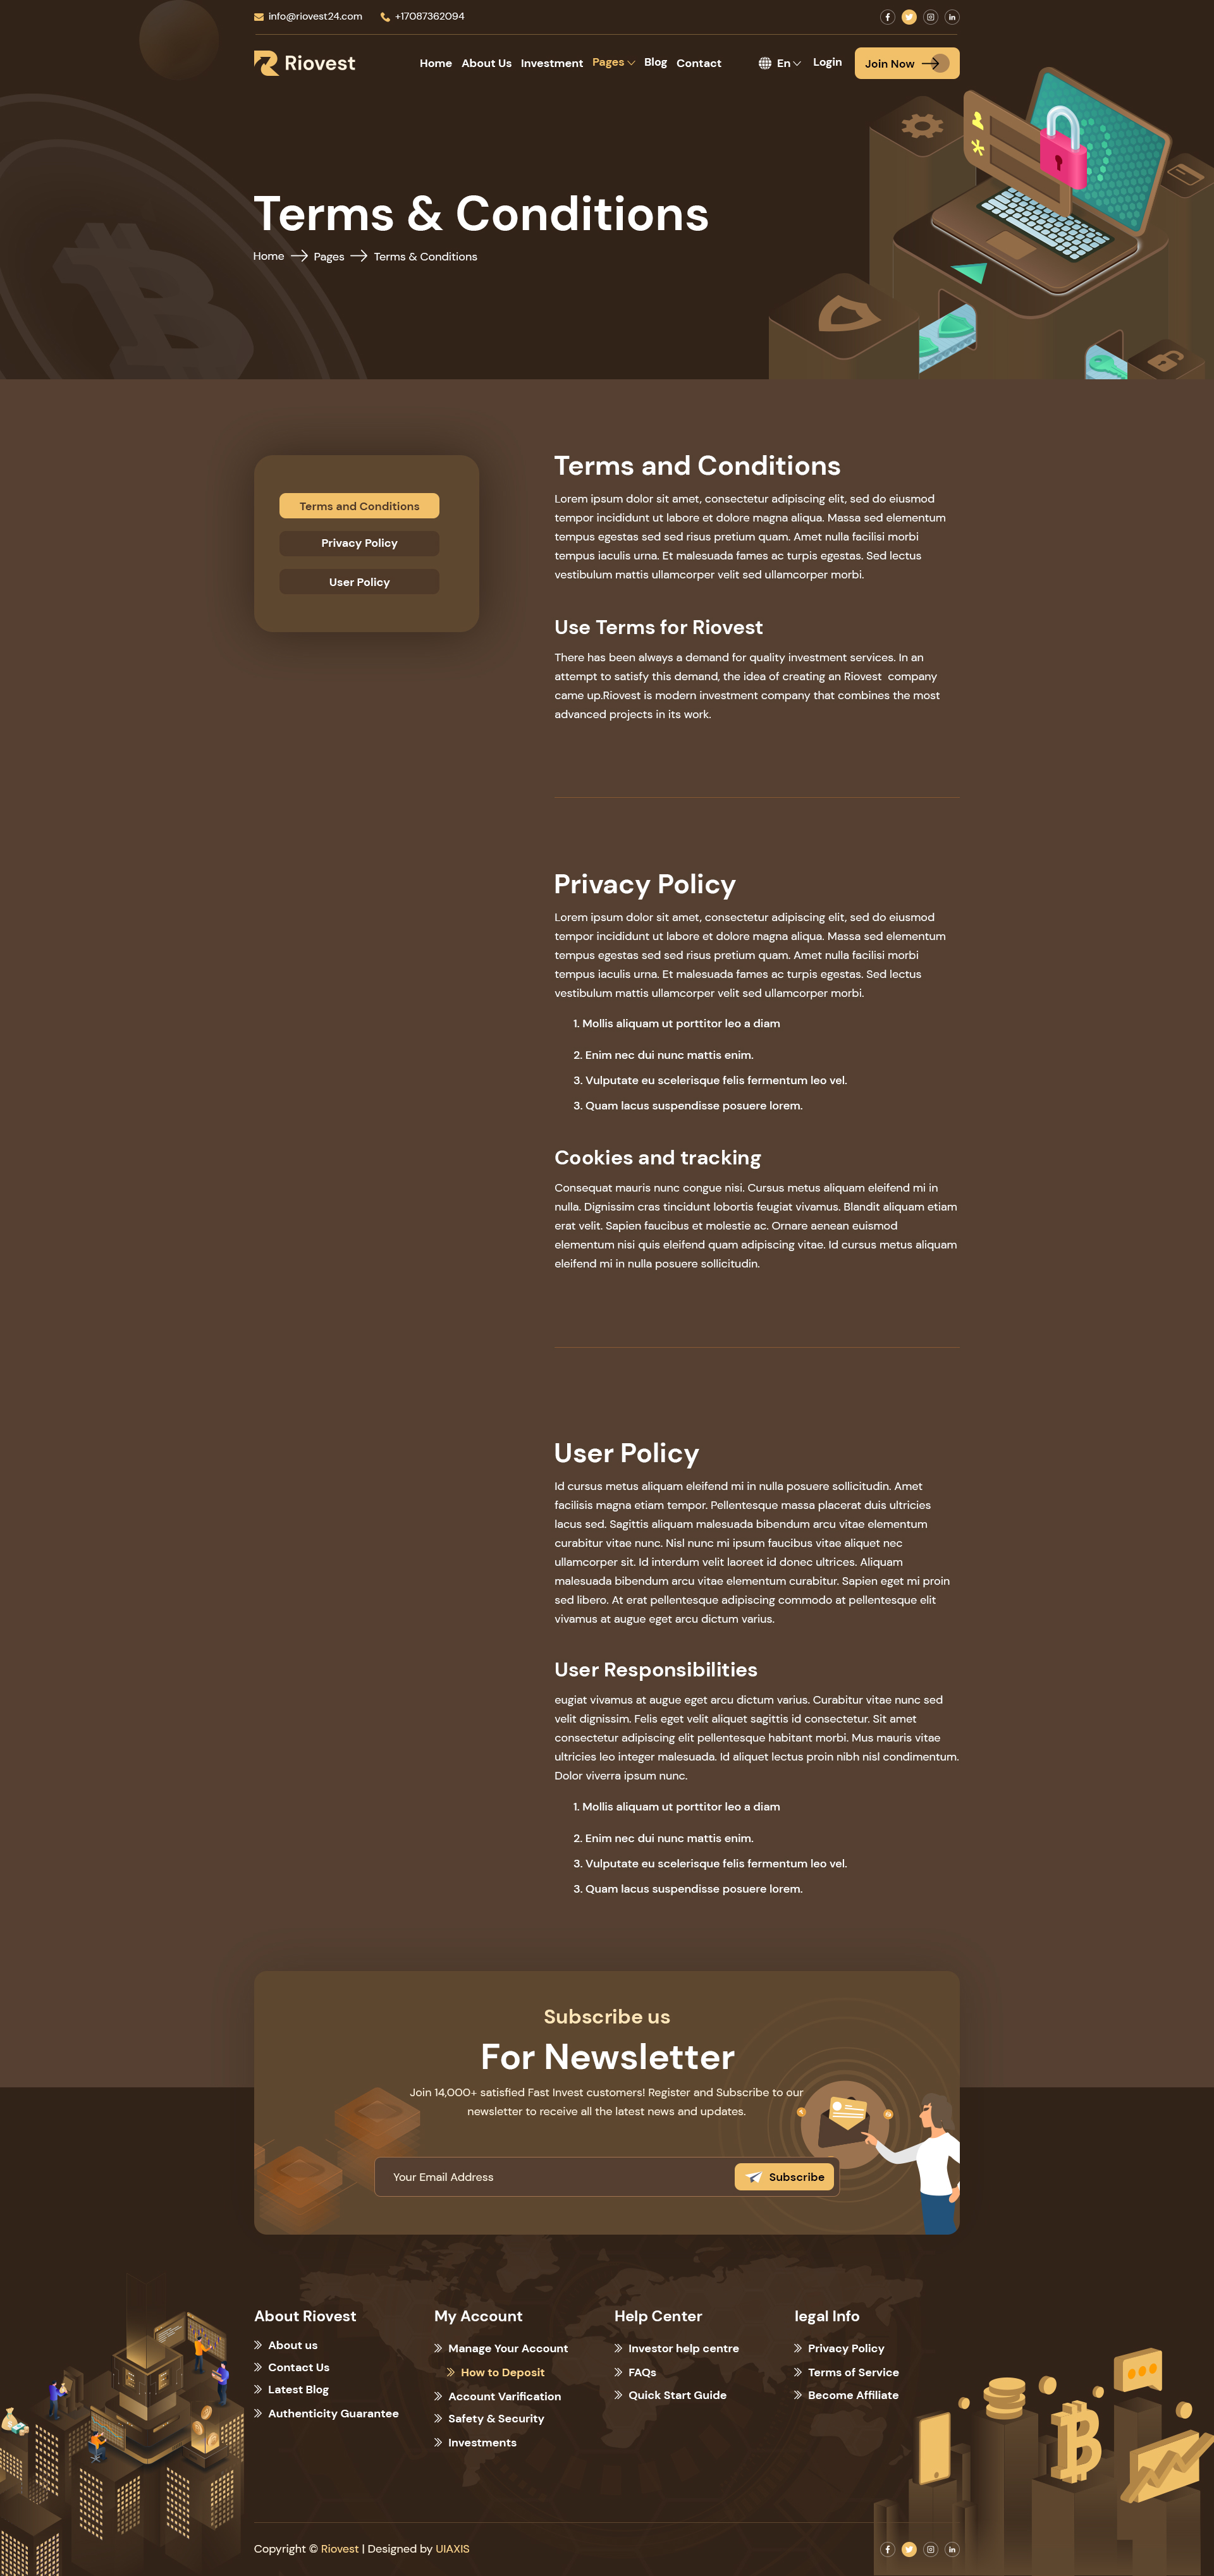 info@riovest24.com +17087362094
Riovest Home About Us Investment Pages Blog Contact En Login Join Now
Terms & Conditions
Home Pages Terms & Conditions
Terms and Conditions
Privacy Policy
User Policy
Terms and Conditions
Lorem ipsum dolor sit amet, consectetur adipiscing elit, sed do eiusmod
tempor incididunt ut labore et dolore magna aliqua. Massa sed elementum
tempus egestas sed sed risus pretium quam. Amet nulla facilisi morbi
tempus iaculis urna. Et malesuada fames ac turpis egestas. Sed lectus
vestibulum mattis ullamcorper velit sed ullamcorper morbi.
Use Terms for Riovest
There has been always a demand for quality investment services. In an
attempt to satisfy this demand, the idea of creating an Riovest company
came up.Riovest is modern investment company that combines the most
advanced projects in its work.
Privacy Policy
Lorem ipsum dolor sit amet, consectetur adipiscing elit, sed do eiusmod
tempor incididunt ut labore et dolore magna aliqua. Massa sed elementum
tempus egestas sed sed risus pretium quam. Amet nulla facilisi morbi
tempus iaculis urna. Et malesuada fames ac turpis egestas. Sed lectus
vestibulum mattis ullamcorper velit sed ullamcorper morbi.
1. Mollis aliquam ut porttitor leo a diam
2. Enim nec dui nunc mattis enim.
3. Vulputate eu scelerisque felis fermentum leo vel.
3. Quam lacus suspendisse posuere lorem.
Cookies and tracking
Consequat mauris nunc congue nisi. Cursus metus aliquam eleifend mi in
nulla. Dignissim cras tincidunt lobortis feugiat vivamus. Blandit aliquam etiam
erat velit. Sapien faucibus et molestie ac. Ornare aenean euismod
elementum nisi quis eleifend quam adipiscing vitae. Id cursus metus aliquam
eleifend mi in nulla posuere sollicitudin.
User Policy
Id cursus metus aliquam eleifend mi in nulla posuere sollicitudin. Amet
facilisis magna etiam tempor. Pellentesque massa placerat duis ultricies
lacus sed. Sagittis aliquam malesuada bibendum arcu vitae elementum
curabitur vitae nunc. Nisl nunc mi ipsum faucibus vitae aliquet nec
ullamcorper sit. Id interdum velit laoreet id donec ultrices. Aliquam
malesuada bibendum arcu vitae elementum curabitur. Sapien eget mi proin
sed libero. At erat pellentesque adipiscing commodo at pellentesque elit
vivamus at augue eget arcu dictum varius.
User Responsibilities
eugiat vivamus at augue eget arcu dictum varius. Curabitur vitae nunc sed
velit dignissim. Felis eget velit aliquet sagittis id consectetur. Sit amet
consectetur adipiscing elit pellentesque habitant morbi. Mus mauris vitae
ultricies leo integer malesuada. Id aliquet lectus proin nibh nisl condimentum.
Dolor viverra ipsum nunc.
1. Mollis aliquam ut porttitor leo a diam
2. Enim nec dui nunc mattis enim.
3. Vulputate eu scelerisque felis fermentum leo vel.
3. Quam lacus suspendisse posuere lorem.
Subscribe us
For Newsletter
Join 14,000+ satisfied Fast Invest customers! Register and Subscribe to our
newsletter to receive all the latest news and updates.
Your Email Address Subscribe
About Riovest
About us
Contact Us
Latest Blog
Authenticity Guarantee
My Account
Manage Your Account
How to Deposit
Account Varification
Safety & Security
Investments
Help Center
Investor help centre
FAQs
Quick Start Guide
legal Info
Privacy Policy
Terms of Service
Become Affiliate
Copyright © Riovest | Designed by UIAXIS